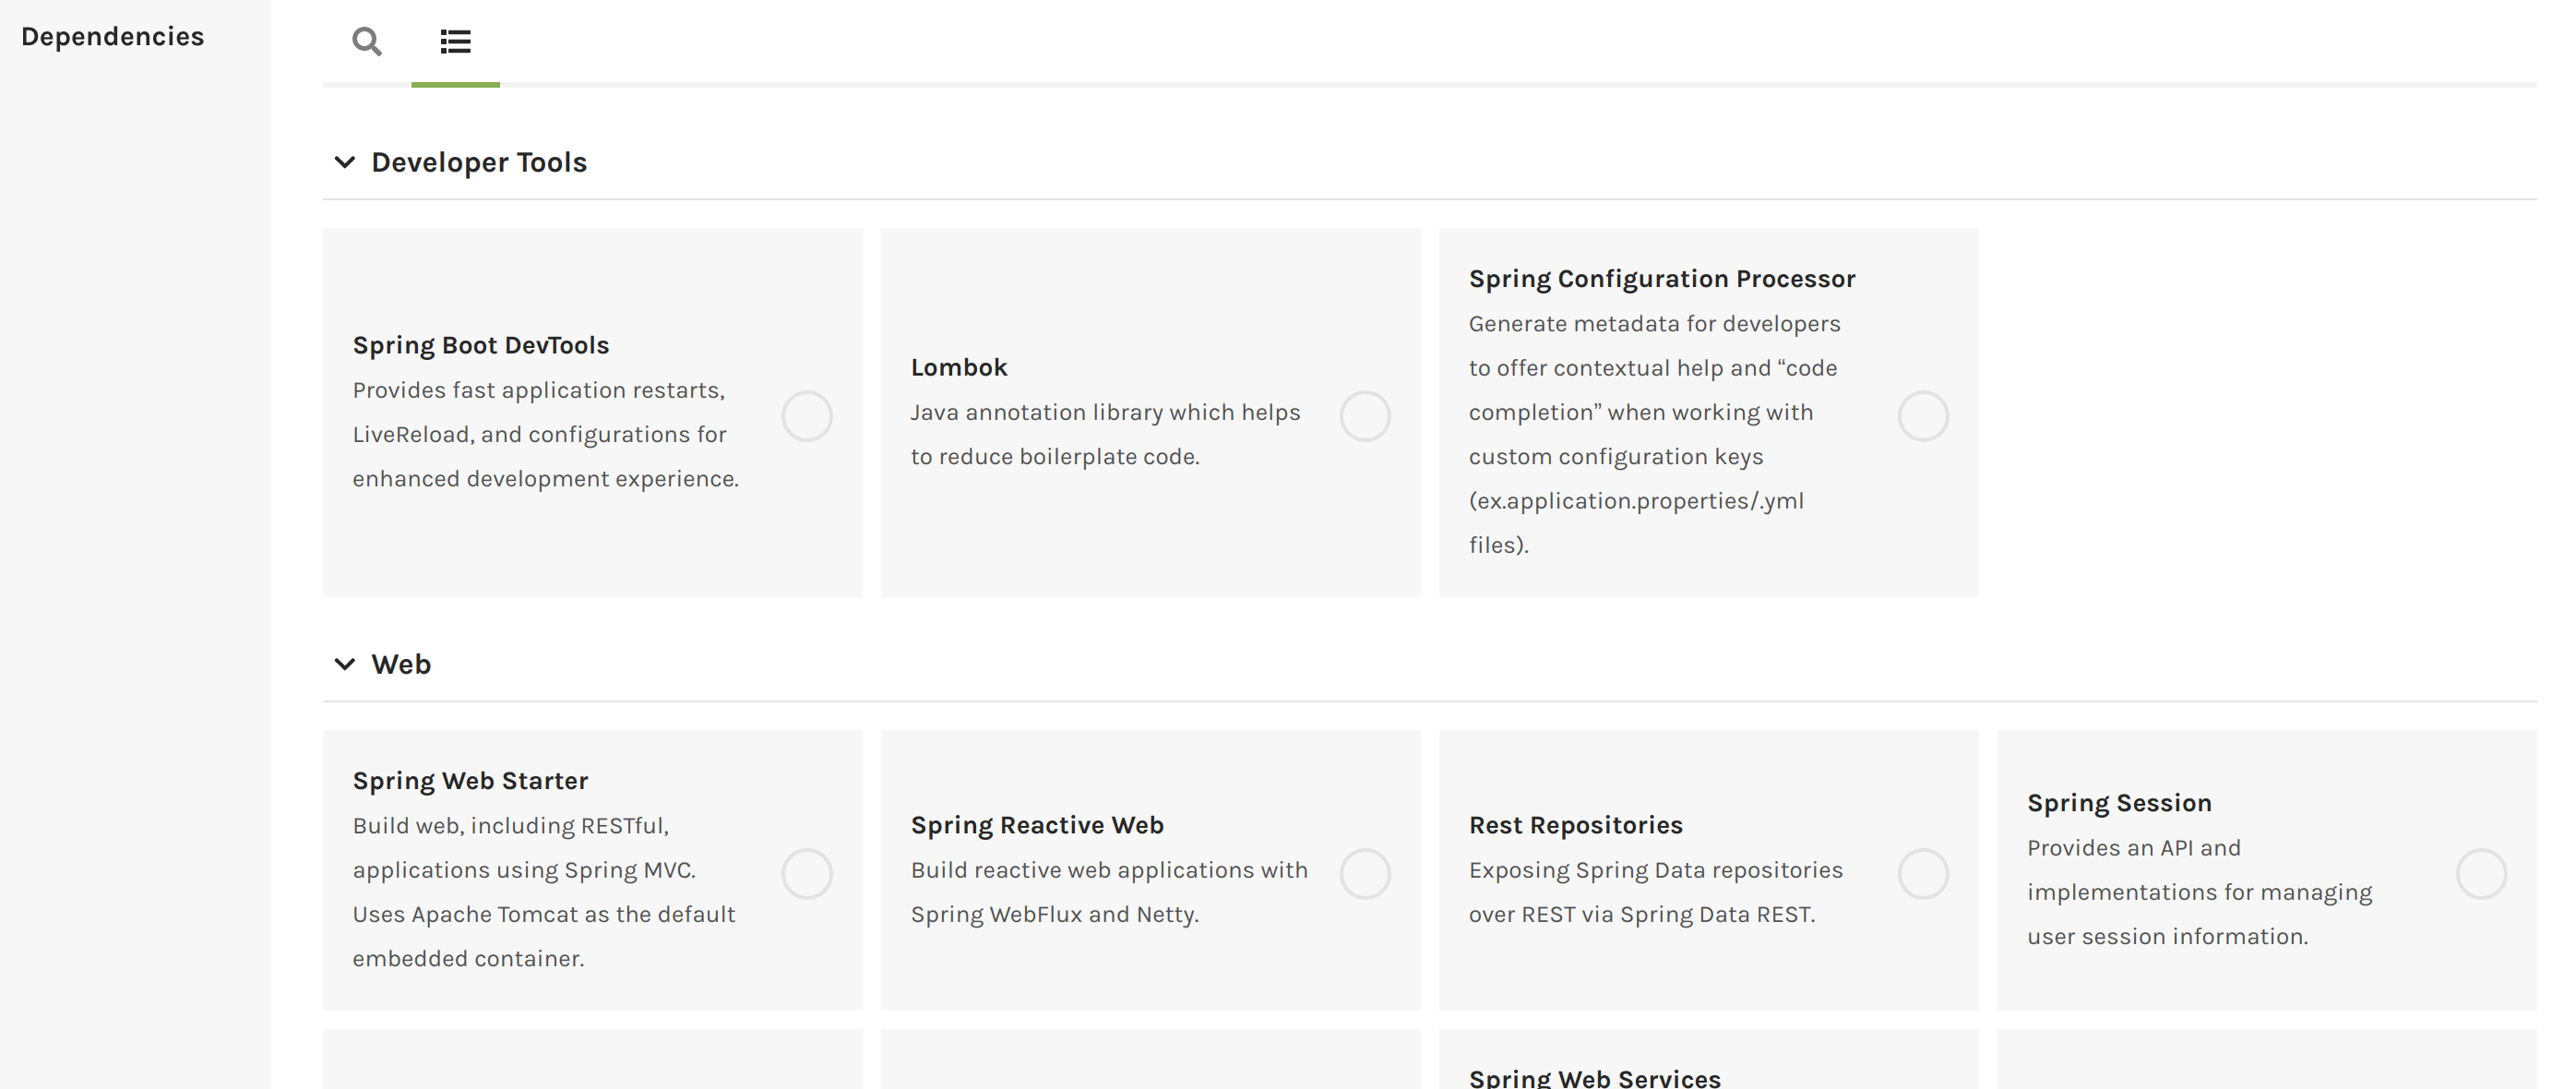 Dependencies
Developer Tools
Spring Boot DevTools
Provides fast application restarts,
LiveReload, and configurations for
enhanced development experience.
Lombok
Java annotation library which helps
to reduce boilerplate code.
Spring Configuration Processor
Generate metadata for developers
to offer contextual help and “code
completion” when working with
custom configuration keys
(ex.application.properties/.yml
files).
Web
Spring Web Starter
Build web, including RESTful,
applications using Spring MVC.
Uses Apache Tomcat as the default
embedded container.
Spring Reactive Web
Build reactive web applications with
Spring WebFlux and Netty.
Rest Repositories
Exposing Spring Data repositories
over REST via Spring Data REST.
Spring Session
Provides an API and
implementations for managing
user session information.
Spring Web Services